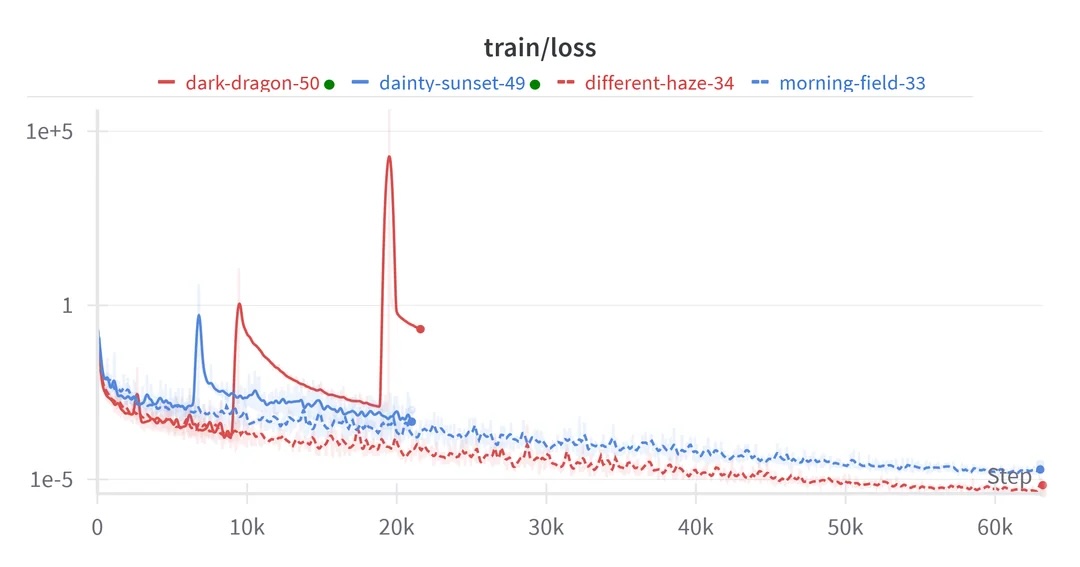 train/loss
dark-dragon-50 dainty-sunset-49 different-haze-34 morning-field-33
1e+5
1
1e-5
Step
0 10k 20k 30k 40k 50k 60k